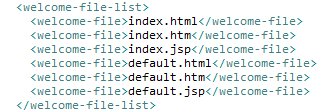 <welcome-file-list>
<welcome-file>index.html</welcome-file>
<welcome-file>index.htm</welcome-file>
<welcome-file>index.jsp</welcome-file>
<welcome-file>default.html</welcome-file>
<welcome-file>default.htm</welcome-file>
<welcome-file>default.jsp</welcome-file>
</welcome-file-list>